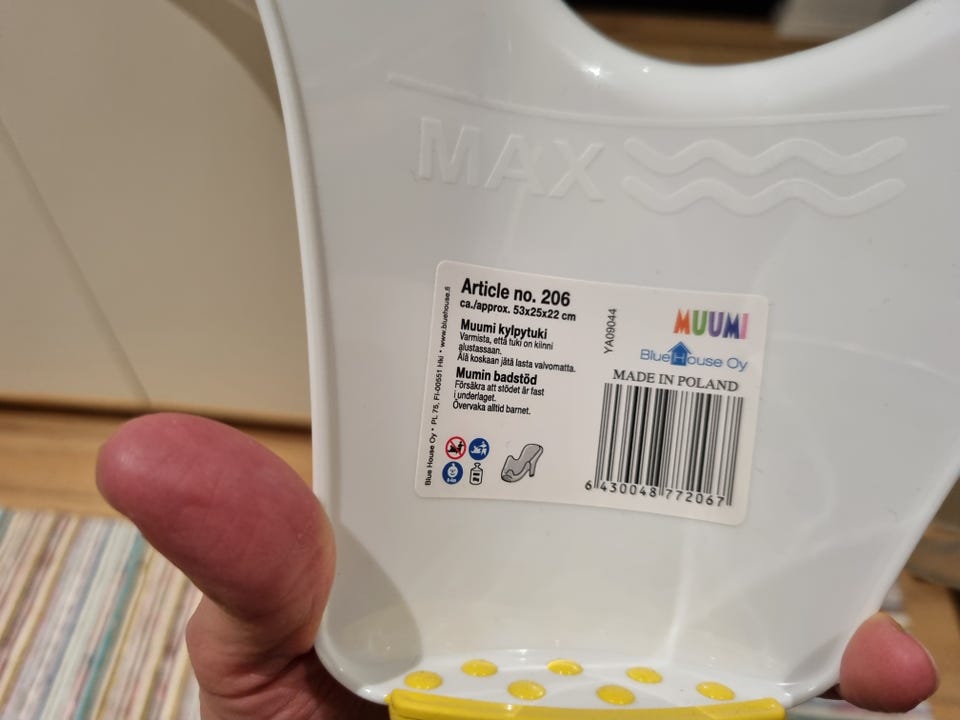 MAX
Article no. 206
ca./approx. 53x25x22 cm
Muumi kylpytuki
Varmista, että tuki on kiinni
alustassaan.
Älä koskaan jätä lasta valvomatta.
Mumin badstöd
Försäkra att stödet är fast
i underlaget.
Övervaka alltid barnet.
Blue House Oy • PL 75, FI-00551 Hki • www.bluehouse.fi
YA09044
MUUMI
Blue House Oy
MADE IN POLAND
6 430048 772067